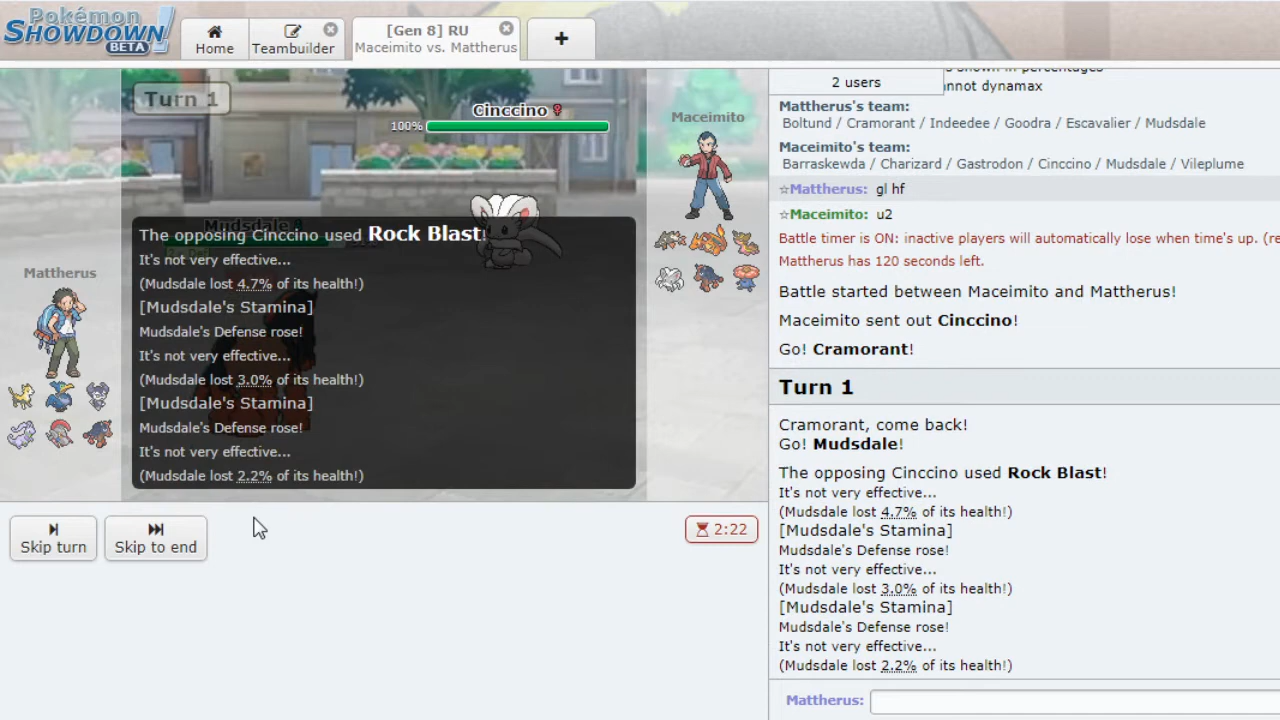 Pokémon
SHOWDOWN!
BETA
Home
Teambuilder
[Gen 8] RU
Maceimito vs. Mattherus
+
Turn 1
Cinccino
100%
Maceimito
Mattherus
Mudsdale
The opposing Cinccino used Rock Blast!
It's not very effective...
(Mudsdale lost 4.7% of its health!)
[Mudsdale's Stamina]
Mudsdale's Defense rose!
It's not very effective...
(Mudsdale lost 3.0% of its health!)
[Mudsdale's Stamina]
Mudsdale's Defense rose!
It's not very effective...
(Mudsdale lost 2.2% of its health!)
Skip turn
Skip to end
2:22
2 users
shown in percentages
annot dynamax
Mattherus's team:
Boltund / Cramorant / Indeedee / Goodra / Escavalier / Mudsdale
Maceimito's team:
Barraskewda / Charizard / Gastrodon / Cinccino / Mudsdale / Vileplume
☆Mattherus: gl hf
☆Maceimito: u2
Battle timer is ON: inactive players will automatically lose when time's up. (re
Mattherus has 120 seconds left.
Battle started between Maceimito and Mattherus!
Maceimito sent out Cinccino!
Go! Cramorant!
Turn 1
Cramorant, come back!
Go! Mudsdale!
The opposing Cinccino used Rock Blast!
It's not very effective...
(Mudsdale lost 4.7% of its health!)
[Mudsdale's Stamina]
Mudsdale's Defense rose!
It's not very effective...
(Mudsdale lost 3.0% of its health!)
[Mudsdale's Stamina]
Mudsdale's Defense rose!
It's not very effective...
(Mudsdale lost 2.2% of its health!)
Mattherus: